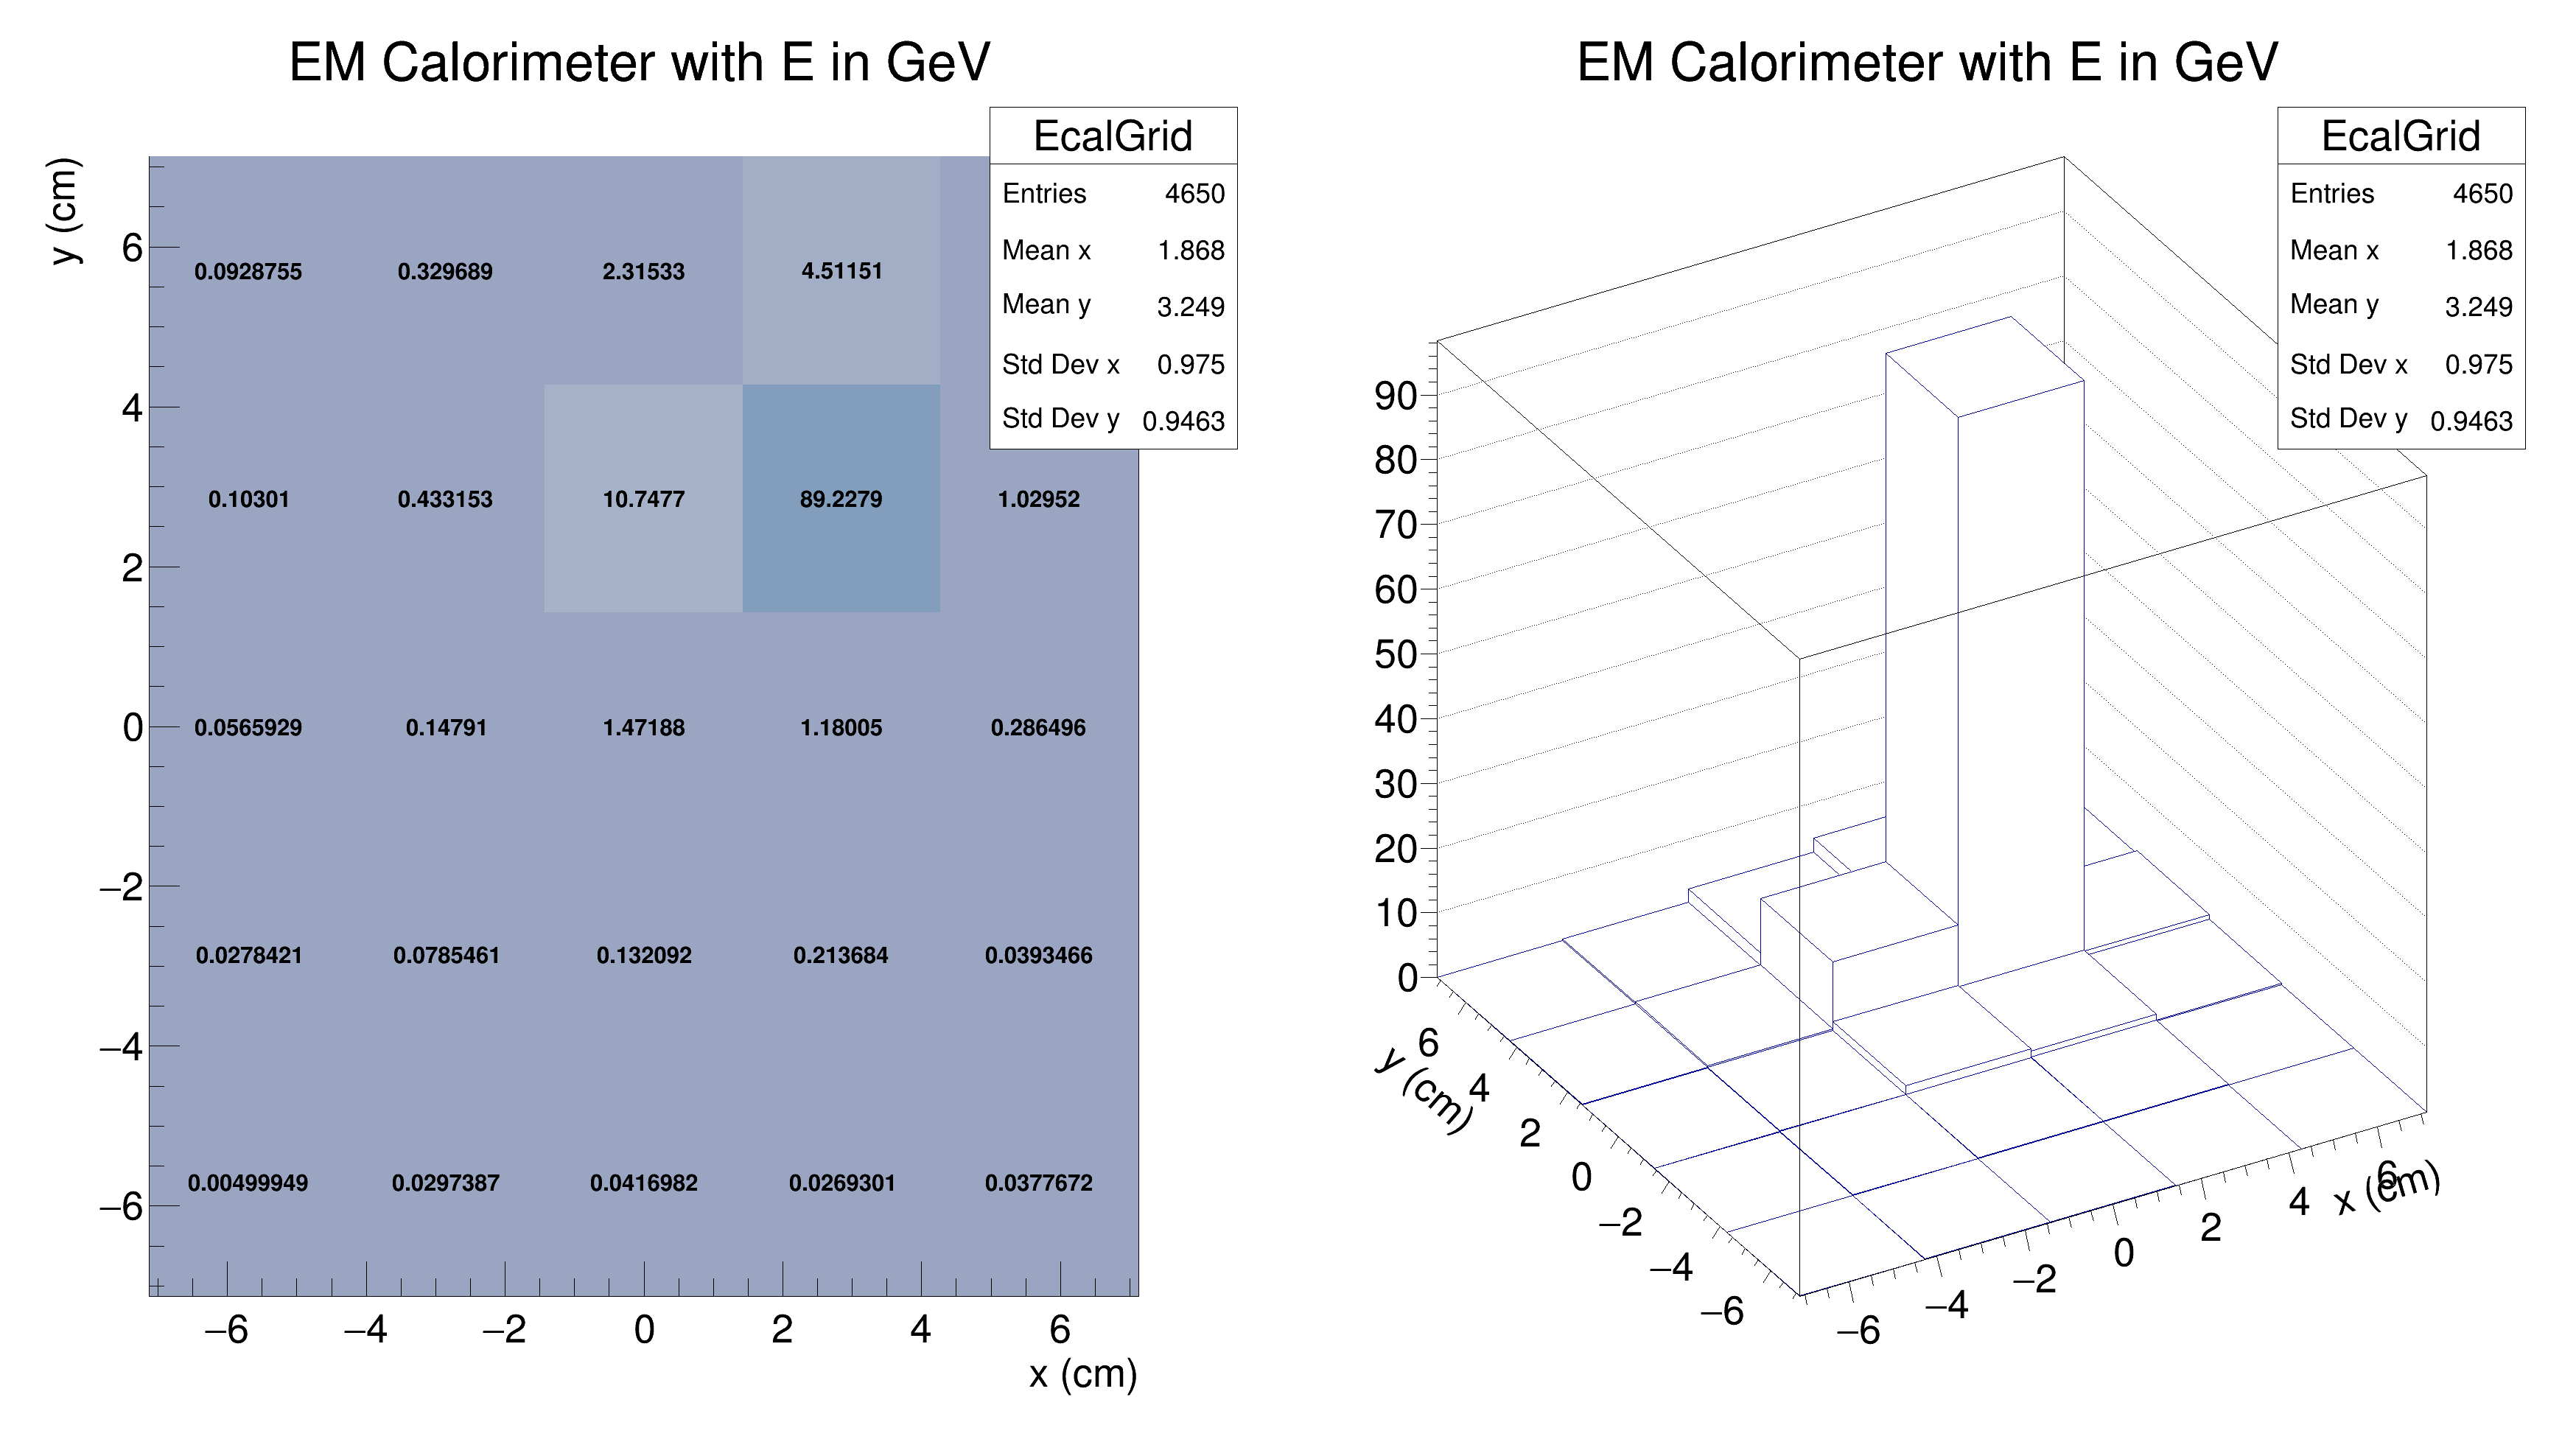 EM Calorimeter with E in GeV
EcalGrid
Entries 4650
Mean x 1.868
Mean y 3.249
Std Dev x 0.975
Std Dev y 0.9463
y (cm)
6
4
2
0
−2
−4
−6
0.0928755 0.329689 2.31533 4.51151
0.10301 0.433153 10.7477 89.2279 1.02952
0.0565929 0.14791 1.47188 1.18005 0.286496
0.0278421 0.0785461 0.132092 0.213684 0.0393466
0.00499949 0.0297387 0.0416982 0.0269301 0.0377672
−6 −4 −2 0 2 4 6
x (cm)
EM Calorimeter with E in GeV
EcalGrid
Entries 4650
Mean x 1.868
Mean y 3.249
Std Dev x 0.975
Std Dev y 0.9463
90
80
70
60
50
40
30
20
10
0
6
4
2
0
−2
−4
−6
y (cm)
−6 −4 −2 0 2 4 6
x (cm)